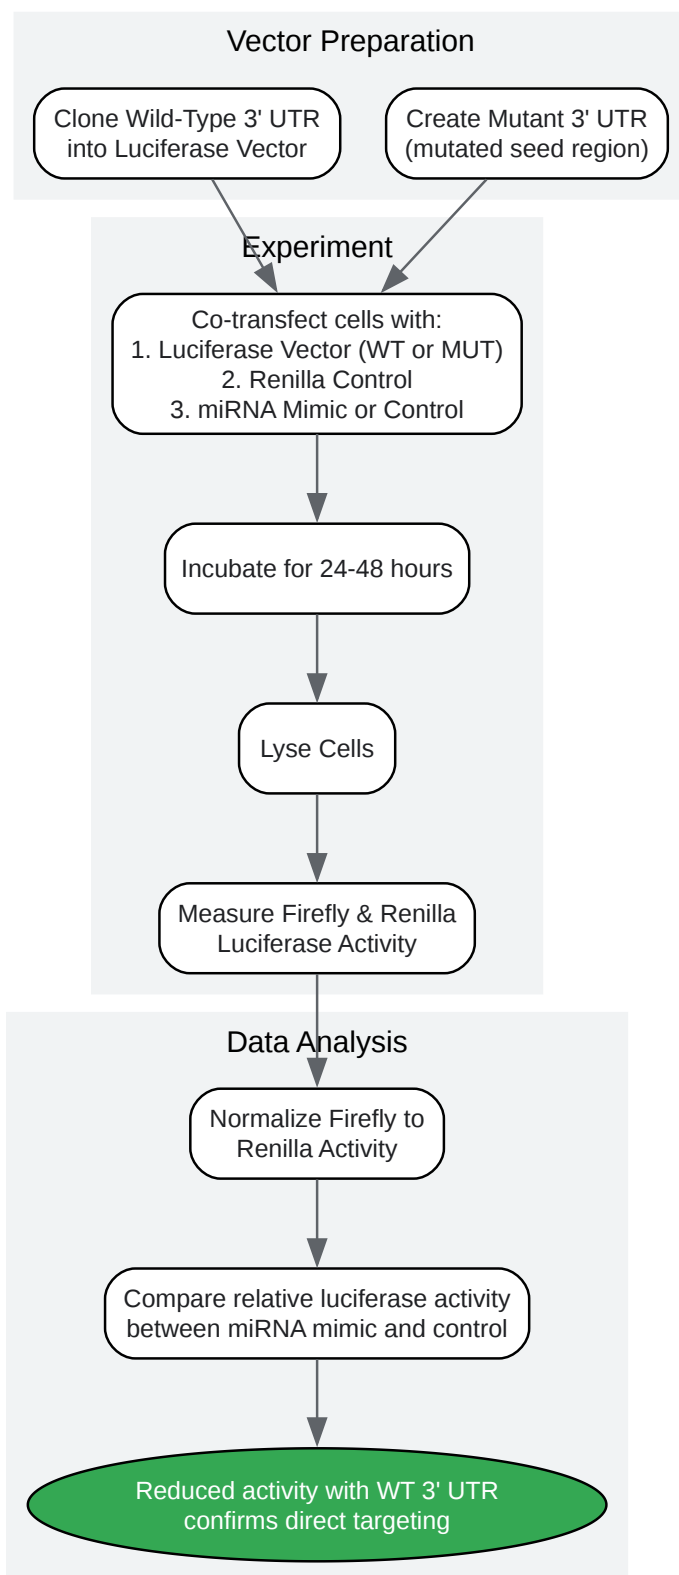 Vector Preparation
Clone Wild-Type 3' UTR
into Luciferase Vector
Create Mutant 3' UTR
(mutated seed region)
Experiment
Co-transfect cells with:
1. Luciferase Vector (WT or MUT)
2. Renilla Control
3. miRNA Mimic or Control
Incubate for 24-48 hours
Lyse Cells
Measure Firefly & Renilla
Luciferase Activity
Data Analysis
Normalize Firefly to
Renilla Activity
Compare relative luciferase activity
between miRNA mimic and control
Reduced activity with WT 3' UTR
confirms direct targeting